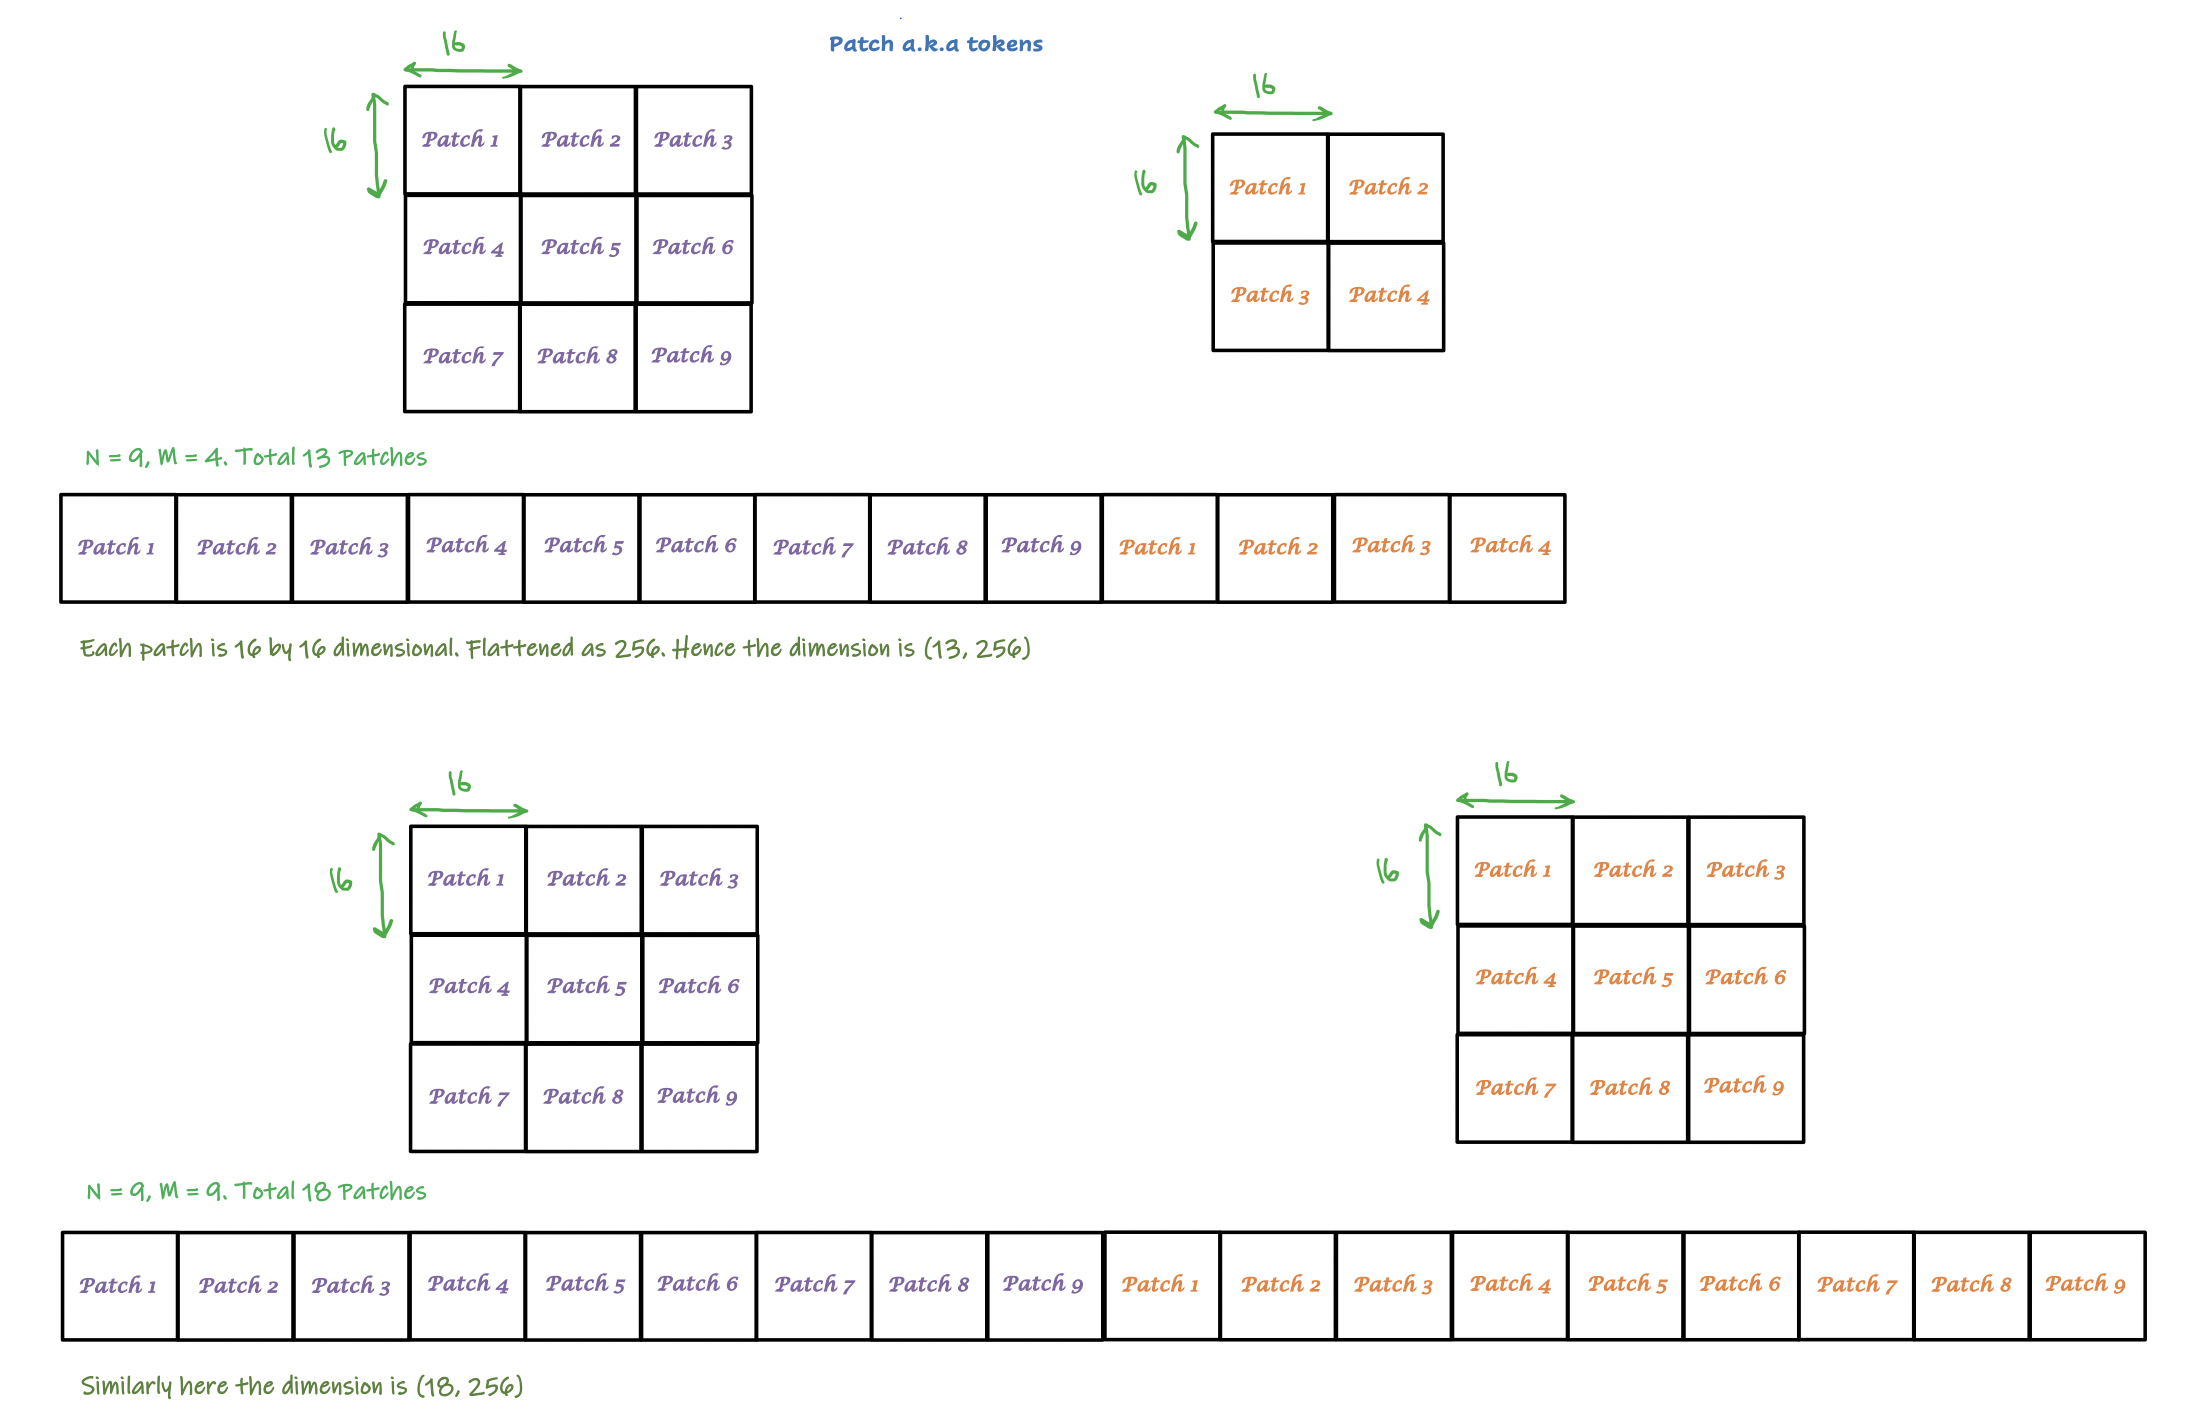 Patch a.k.a tokens
16
16
16
16
Patch 1 Patch 2 Patch 3
Patch 4 Patch 5 Patch 6
Patch 7 Patch 8 Patch 9
Patch 1 Patch 2
Patch 3 Patch 4
N = 9, M = 4. Total 13 Patches
Patch 1 Patch 2 Patch 3 Patch 4 Patch 5 Patch 6 Patch 7 Patch 8 Patch 9 Patch 1 Patch 2 Patch 3 Patch 4
Each patch is 16 by 16 dimensional. Flattened as 256. Hence the dimension is (13, 256)
16
16
16
16
Patch 1 Patch 2 Patch 3
Patch 4 Patch 5 Patch 6
Patch 7 Patch 8 Patch 9
Patch 1 Patch 2 Patch 3
Patch 4 Patch 5 Patch 6
Patch 7 Patch 8 Patch 9
N = 9, M = 9. Total 18 Patches
Patch 1 Patch 2 Patch 3 Patch 4 Patch 5 Patch 6 Patch 7 Patch 8 Patch 9 Patch 1 Patch 2 Patch 3 Patch 4 Patch 5 Patch 6 Patch 7 Patch 8 Patch 9
Similarly here the dimension is (18, 256)